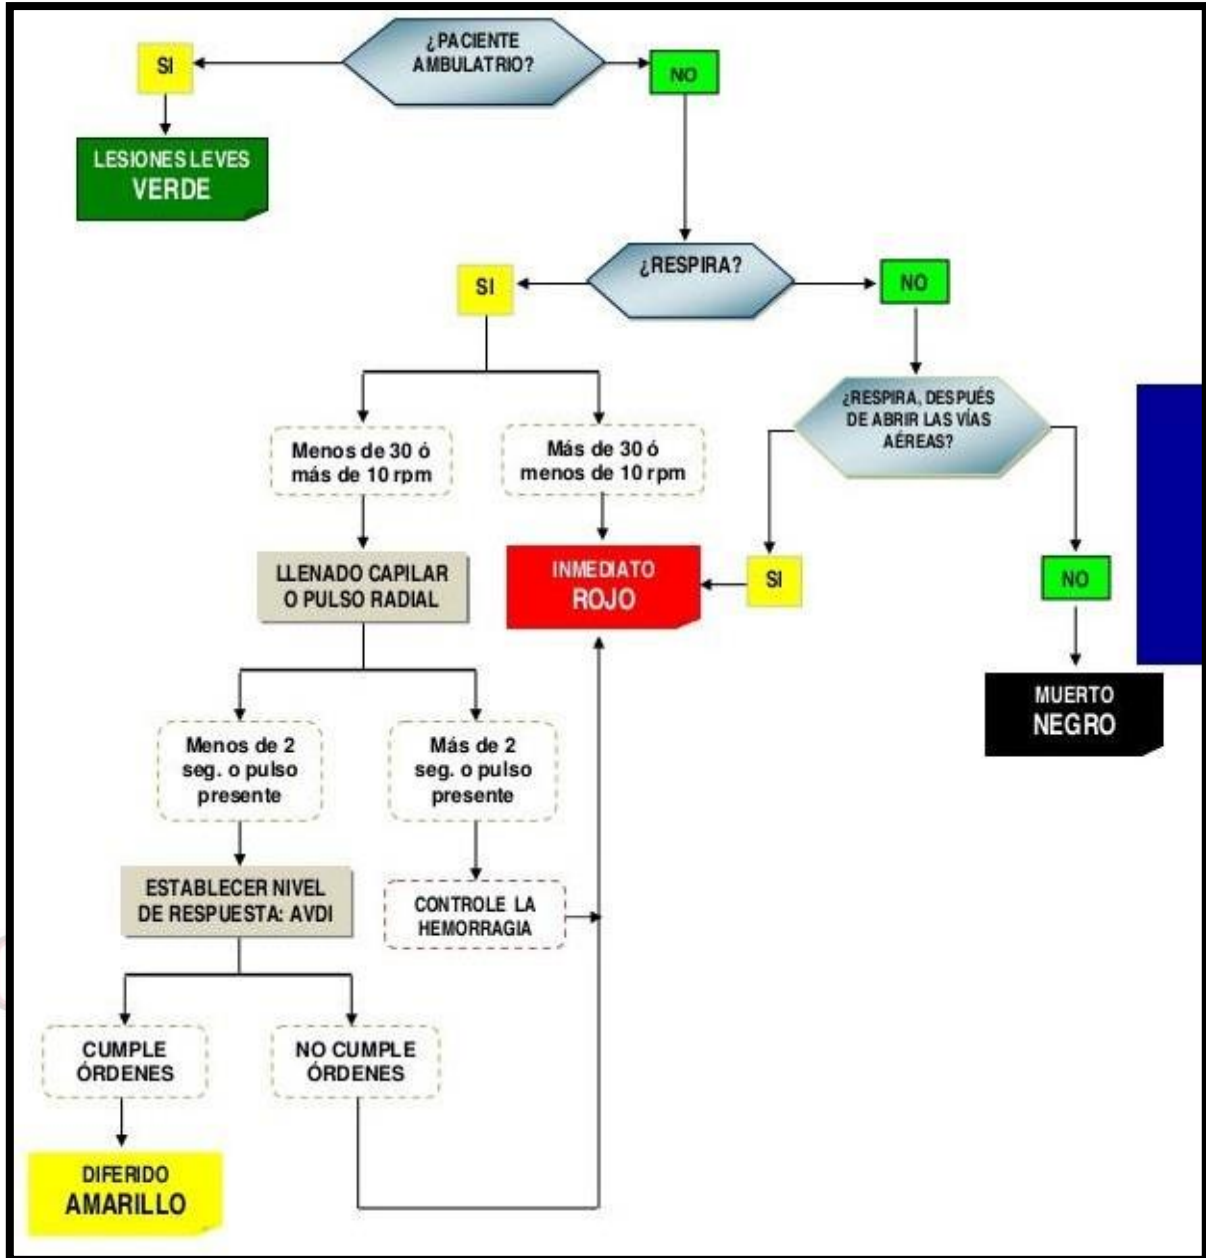 ¿PACIENTE
AMBULATRIO?
SI
NO
LESIONES LEVES
VERDE
¿RESPIRA?
SI
NO
¿RESPIRA, DESPUÉS
DE ABRIR LAS VÍAS
AÉREAS?
Menos de 30 ó
más de 10 rpm
Más de 30 ó
menos de 10 rpm
LLENADO CAPILAR
O PULSO RADIAL
INMEDIATO
ROJO
SI
NO
MUERTO
NEGRO
Menos de 2
seg. o pulso
presente
Más de 2
seg. o pulso
presente
ESTABLECER NIVEL
DE RESPUESTA: AVDI
CONTROLE LA
HEMORRAGIA
CUMPLE
ÓRDENES
NO CUMPLE
ÓRDENES
DIFERIDO
AMARILLO